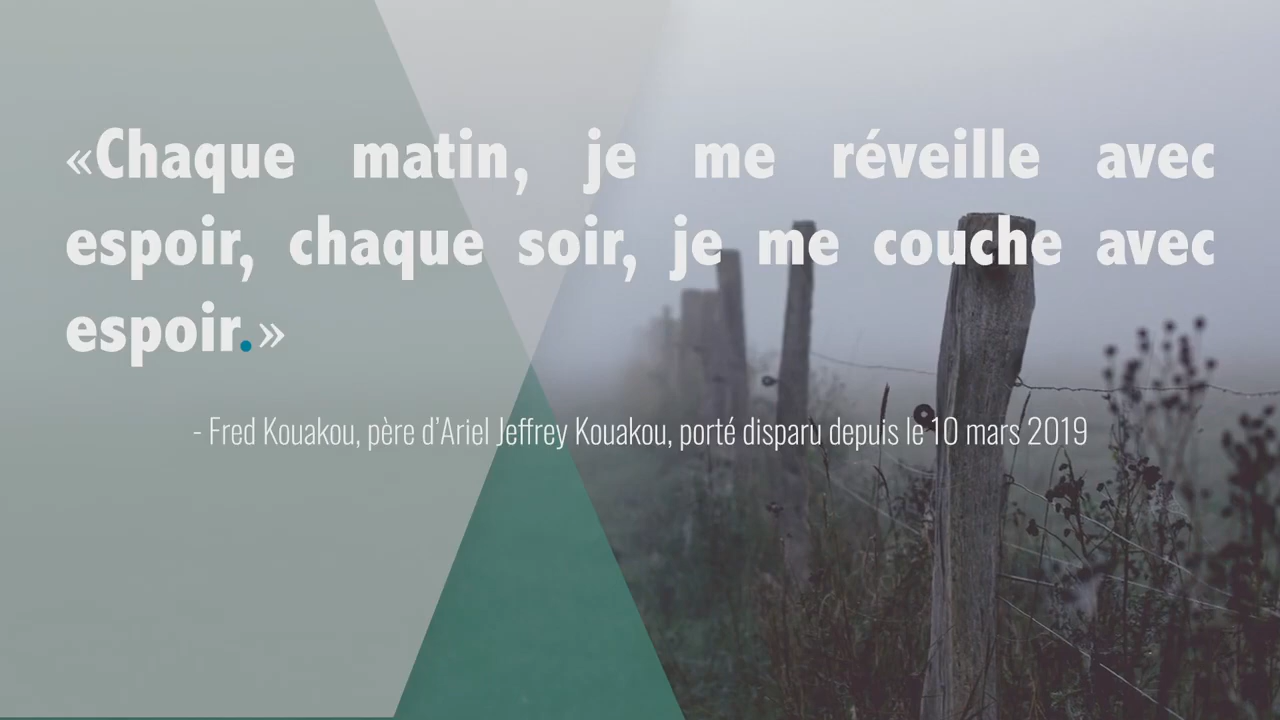 «Chaque matin, je me réveille avec
espoir, chaque soir, je me couche avec
espoir.»
- Fred Kouakou, père d’Ariel Jeffrey Kouakou, porté disparu depuis le 10 mars 2019